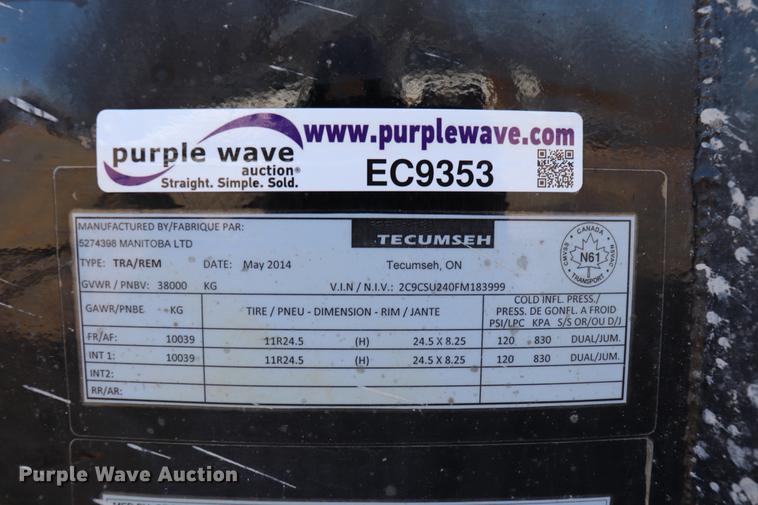 purple wave
auction®
Straight. Simple. Sold.
www.purplewave.com
EC9353
MANUFACTURED BY/FABRIQUE PAR:
5274398 MANITOBA LTD
TECUMSEH
TYPE: TRA/REM DATE: May 2014 Tecumseh, ON
GVWR / PNBV: 38000 KG V.I.N / N.I.V.: 2C9CSU240FM183999
CANADA
CMVSS N61 NSVAC
GAWR/PNBE KG TIRE / PNEU - DIMENSION - RIM / JANTE
COLD INFL. PRESS./
PRESS. DE GONFL. A FROID
PSI/LPC KPA S/S OR/OU D/J
FR/AF: 10039 11R24.5 (H) 24.5 X 8.25 120 830 DUAL/JUM.
INT 1: 10039 11R24.5 (H) 24.5 X 8.25 120 830 DUAL/JUM.
INT2:
RR/AR:
Purple Wave Auction